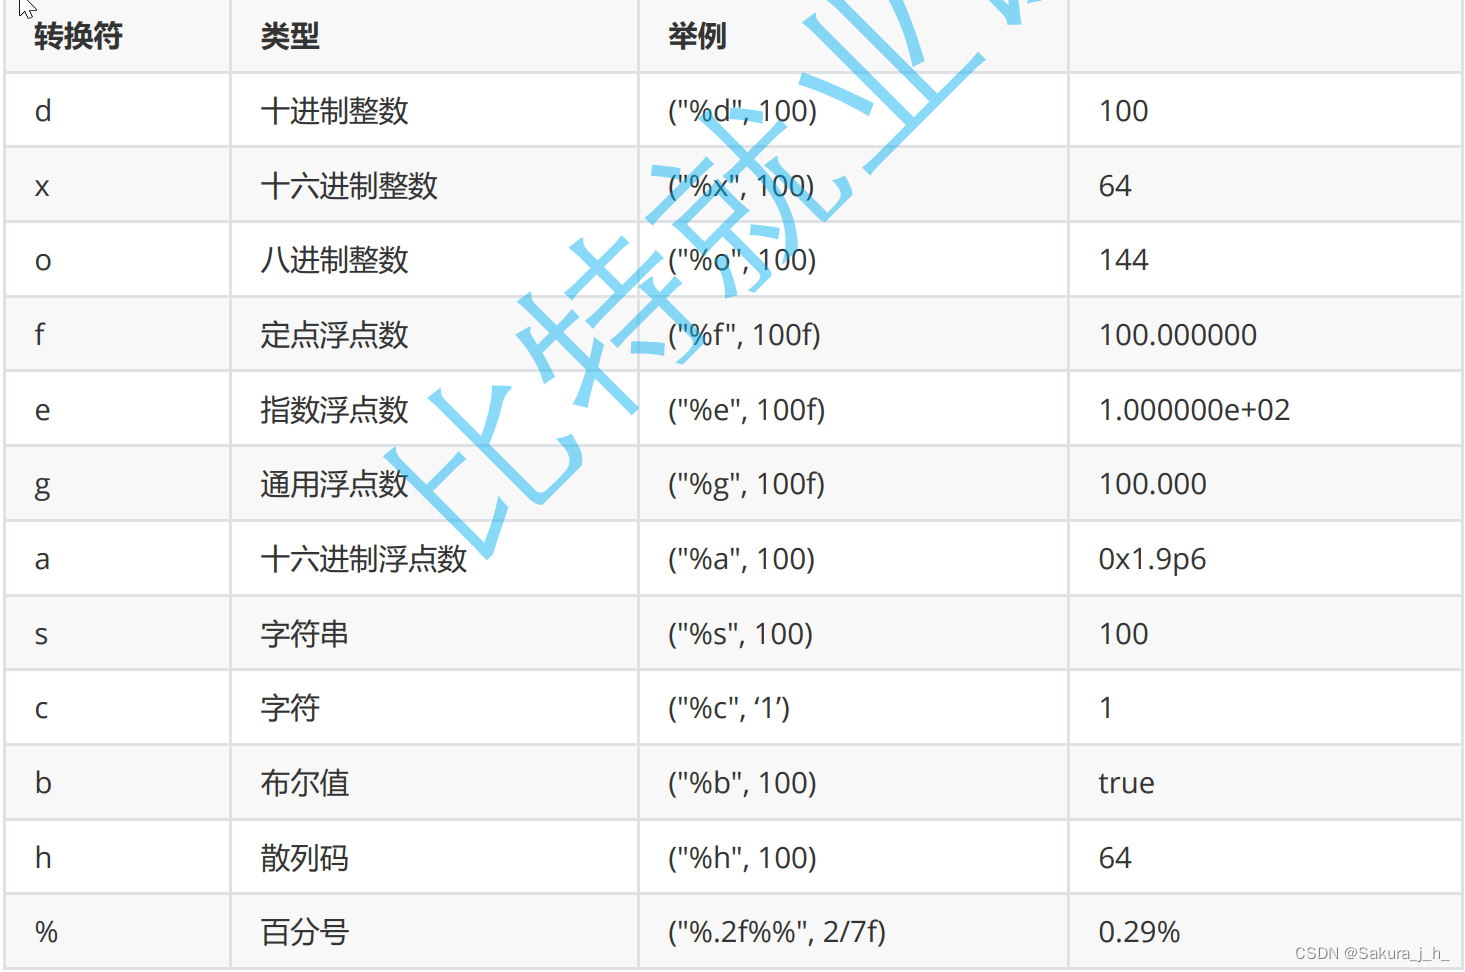 转换符 类型 举例
d 十进制整数 ("%d", 100) 100
x 十六进制整数 ("%x", 100) 64
o 八进制整数 ("%o", 100) 144
f 定点浮点数 ("%f", 100f) 100.000000
e 指数浮点数 ("%e", 100f) 1.000000e+02
g 通用浮点数 ("%g", 100f) 100.000
a 十六进制浮点数 ("%a", 100) 0x1.9p6
s 字符串 ("%s", 100) 100
c 字符 ("%c", ‘1’) 1
b 布尔值 ("%b", 100) true
h 散列码 ("%h", 100) 64
% 百分号 ("%.2f%%", 2/7f) 0.29%
比特就业
CSDN @Sakura_j_h_